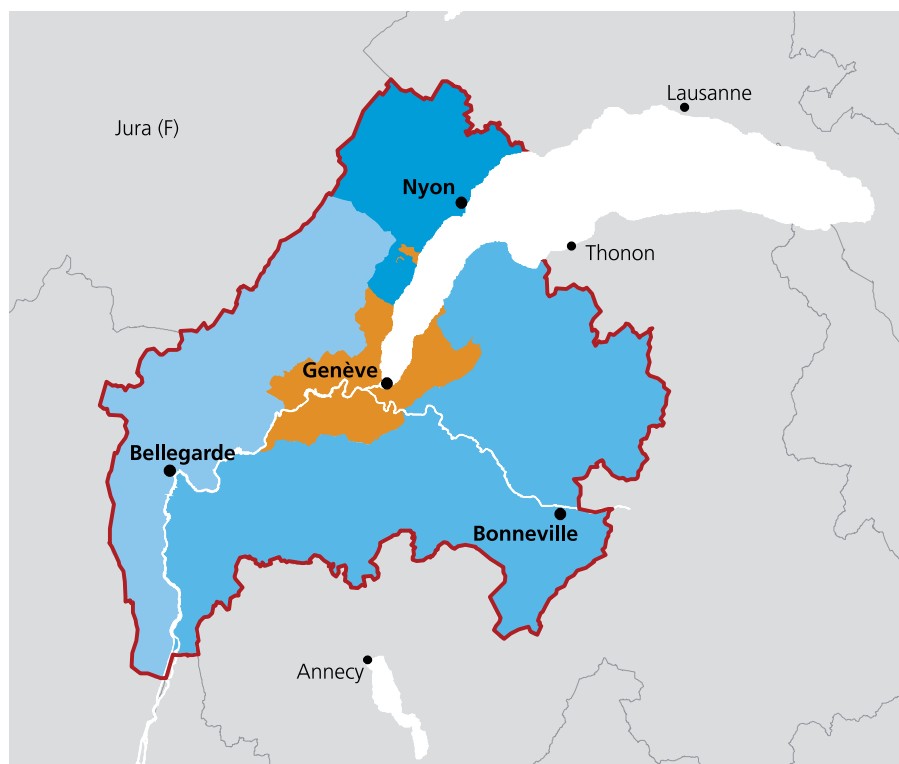 Lausanne
Jura (F)
Nyon
Thonon
Genève
Bellegarde
Bonneville
Annecy